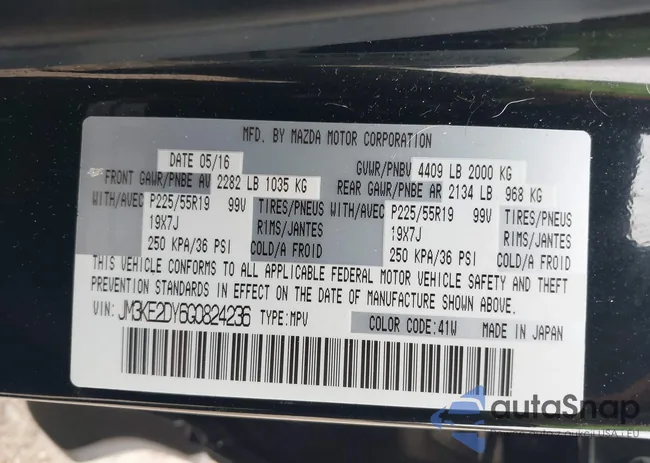 MFD. BY MAZDA MOTOR CORPORATION
DATE 05/16 GVWR/PNBV 4409 LB 2000 KG
FRONT GAWR/PNBE AV 2282 LB 1035 KG REAR GAWR/PNBE AR 2134 LB 968 KG
WITH/AVEC P225/55R19 99V TIRES/PNEUS WITH/AVEC P225/55R19 99V TIRES/PNEUS
19X7J RIMS/JANTES 19X7J RIMS/JANTES
250 KPA/36 PSI COLD/A FROID 250 KPA/36 PSI COLD/A FROID
THIS VEHICLE CONFORMS TO ALL APPLICABLE FEDERAL MOTOR VEHICLE SAFETY AND THEFT
PREVENTION STANDARDS IN EFFECT ON THE DATE OF MANUFACTURE SHOWN ABOVE.
VIN: JM3KE2DY6G0824236 TYPE:MPV COLOR CODE:41W MADE IN JAPAN
autoSnap